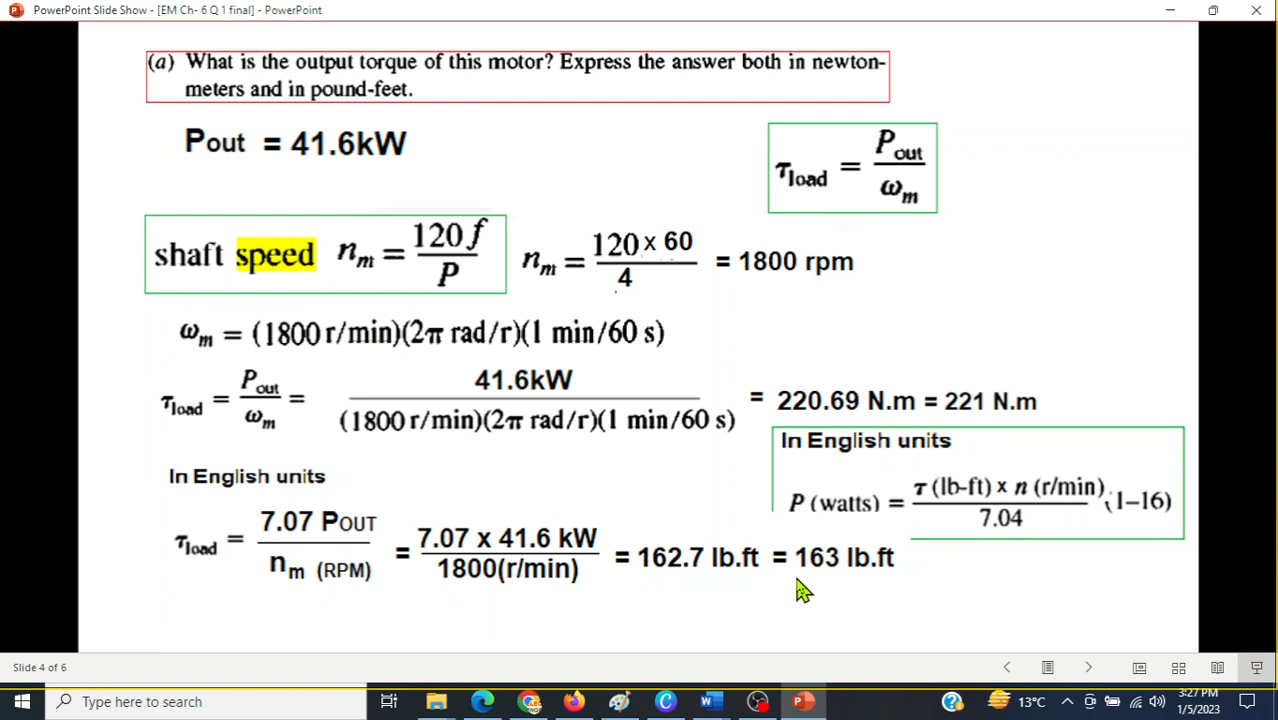 PowerPoint Slide Show - [EM Ch- 6 Q 1 final] - PowerPoint
(a) What is the output torque of this motor? Express the answer both in newton-
meters and in pound-feet.
Pout = 41.6kW
τload = Pout / ωm
shaft speed nm = 120 f / P
nm = 120 x 60 / 4 = 1800 rpm
ωm = (1800 r/min)(2π rad/r)(1 min/60 s)
τload = Pout / ωm = 41.6kW / (1800 r/min)(2π rad/r)(1 min/60 s) = 220.69 N.m = 221 N.m
In English units
P (watts) = τ (lb-ft) x n (r/min) / 7.04 (1–16)
In English units
τload = 7.07 POUT / nm (RPM) = 7.07 x 41.6 kW / 1800(r/min) = 162.7 lb.ft = 163 lb.ft
Slide 4 of 6
Type here to search
13°C
3:27 PM
1/5/2023